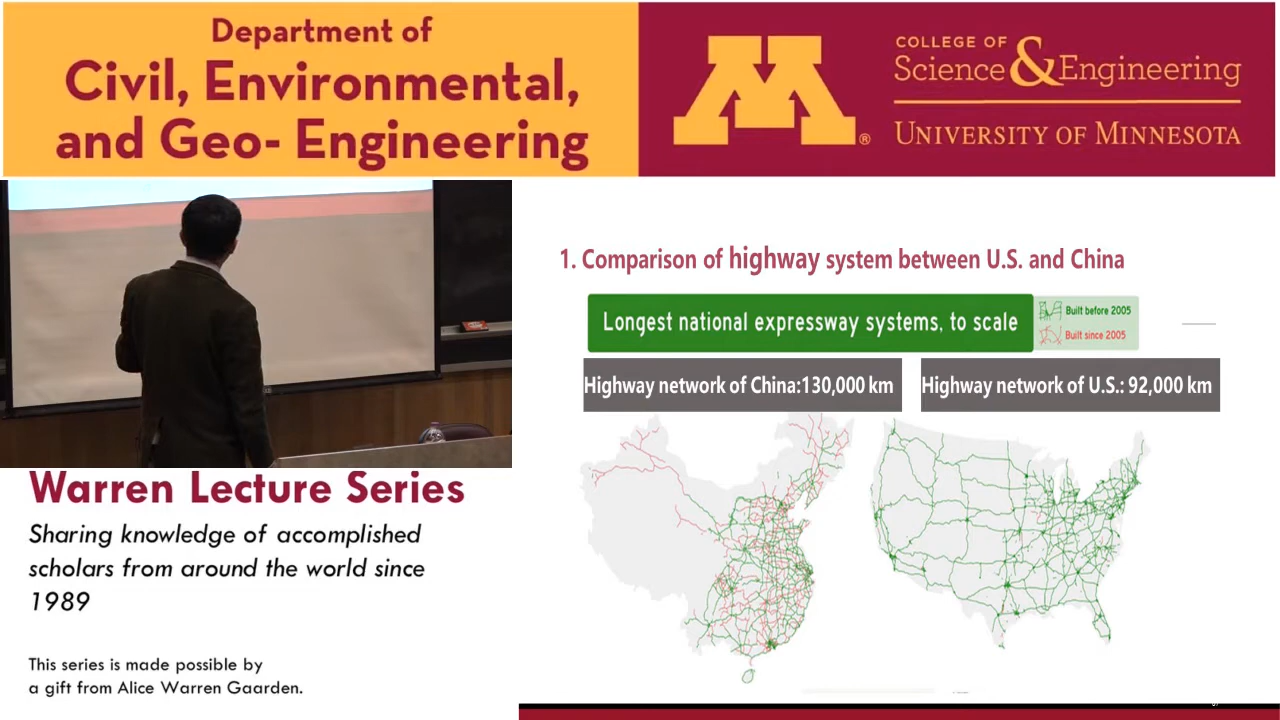 Department of
Civil, Environmental,
and Geo- Engineering
M®
COLLEGE OF
Science & Engineering
UNIVERSITY OF MINNESOTA
1. Comparison of highway system between U.S. and China
Longest national expressway systems, to scale
Built before 2005
Built since 2005
Highway network of China:130,000 km
Highway network of U.S.: 92,000 km
Warren Lecture Series
Sharing knowledge of accomplished
scholars from around the world since
1989
This series is made possible by
a gift from Alice Warren Gaarden.